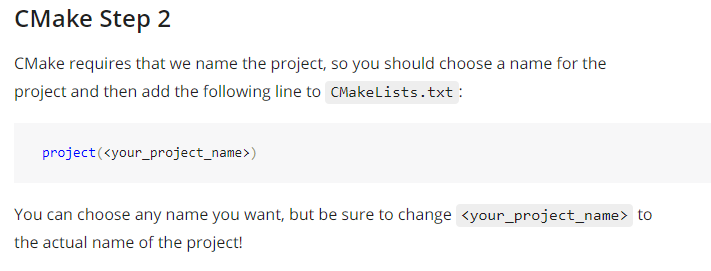 CMake Step 2
CMake requires that we name the project, so you should choose a name for the
project and then add the following line to CMakeLists.txt:
project(<your_project_name>)
You can choose any name you want, but be sure to change <your_project_name> to
the actual name of the project!